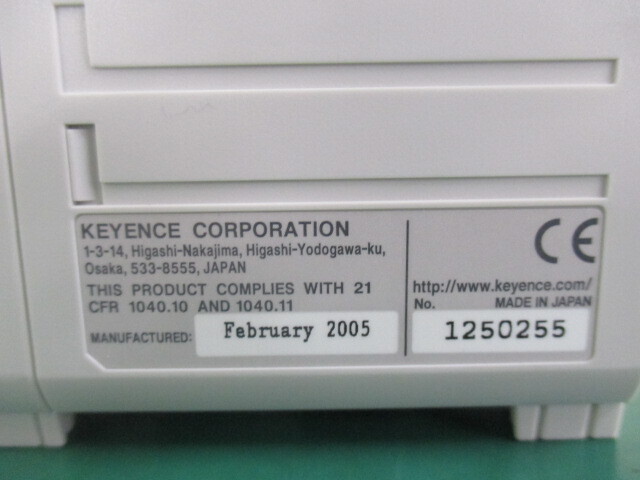 KEYENCE CORPORATION
1-3-14, Higashi-Nakajima, Higashi-Yodogawa-ku,
Osaka, 533-8555, JAPAN
THIS PRODUCT COMPLIES WITH 21
CFR 1040.10 AND 1040.11
MANUFACTURED: February 2005
CE
http://www.keyence.com/
No. MADE IN JAPAN
1250255